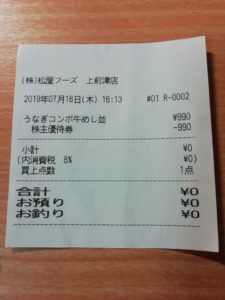 (株)松屋フーズ 上前津店
2019年07月18日(木) 16:13 #01 R-0002
うなぎコンボ牛めし並 ¥990
株主優待券 -990
小計 ¥0
(内消費税 8% ¥0)
買上点数 1点
合計 ¥0
お預り ¥0
お釣り ¥0